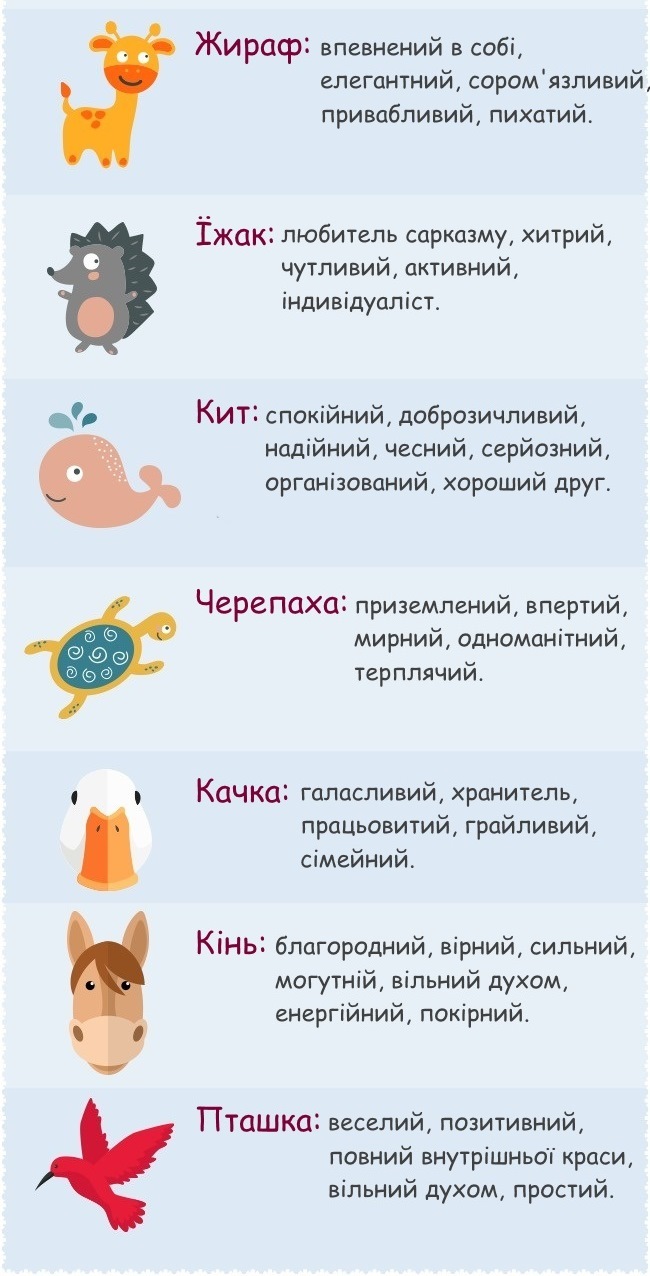 Жираф: впевнений в собі,
елегантний, сором'язливий,
привабливий, пихатий.
Їжак: любитель сарказму, хитрий,
чутливий, активний,
індивідуаліст.
Кит: спокійний, доброзичливий,
надійний, чесний, серйозний,
організований, хороший друг.
Черепаха: приземлений, впертий,
мирний, одноманітний,
терплячий.
Качка: галасливий, хранитель,
працьовитий, грайливий,
сімейний.
Кінь: благородний, вірний, сильний,
могутній, вільний духом,
енергійний, покірний.
Пташка: веселий, позитивний,
повний внутрішньої краси,
вільний духом, простий.